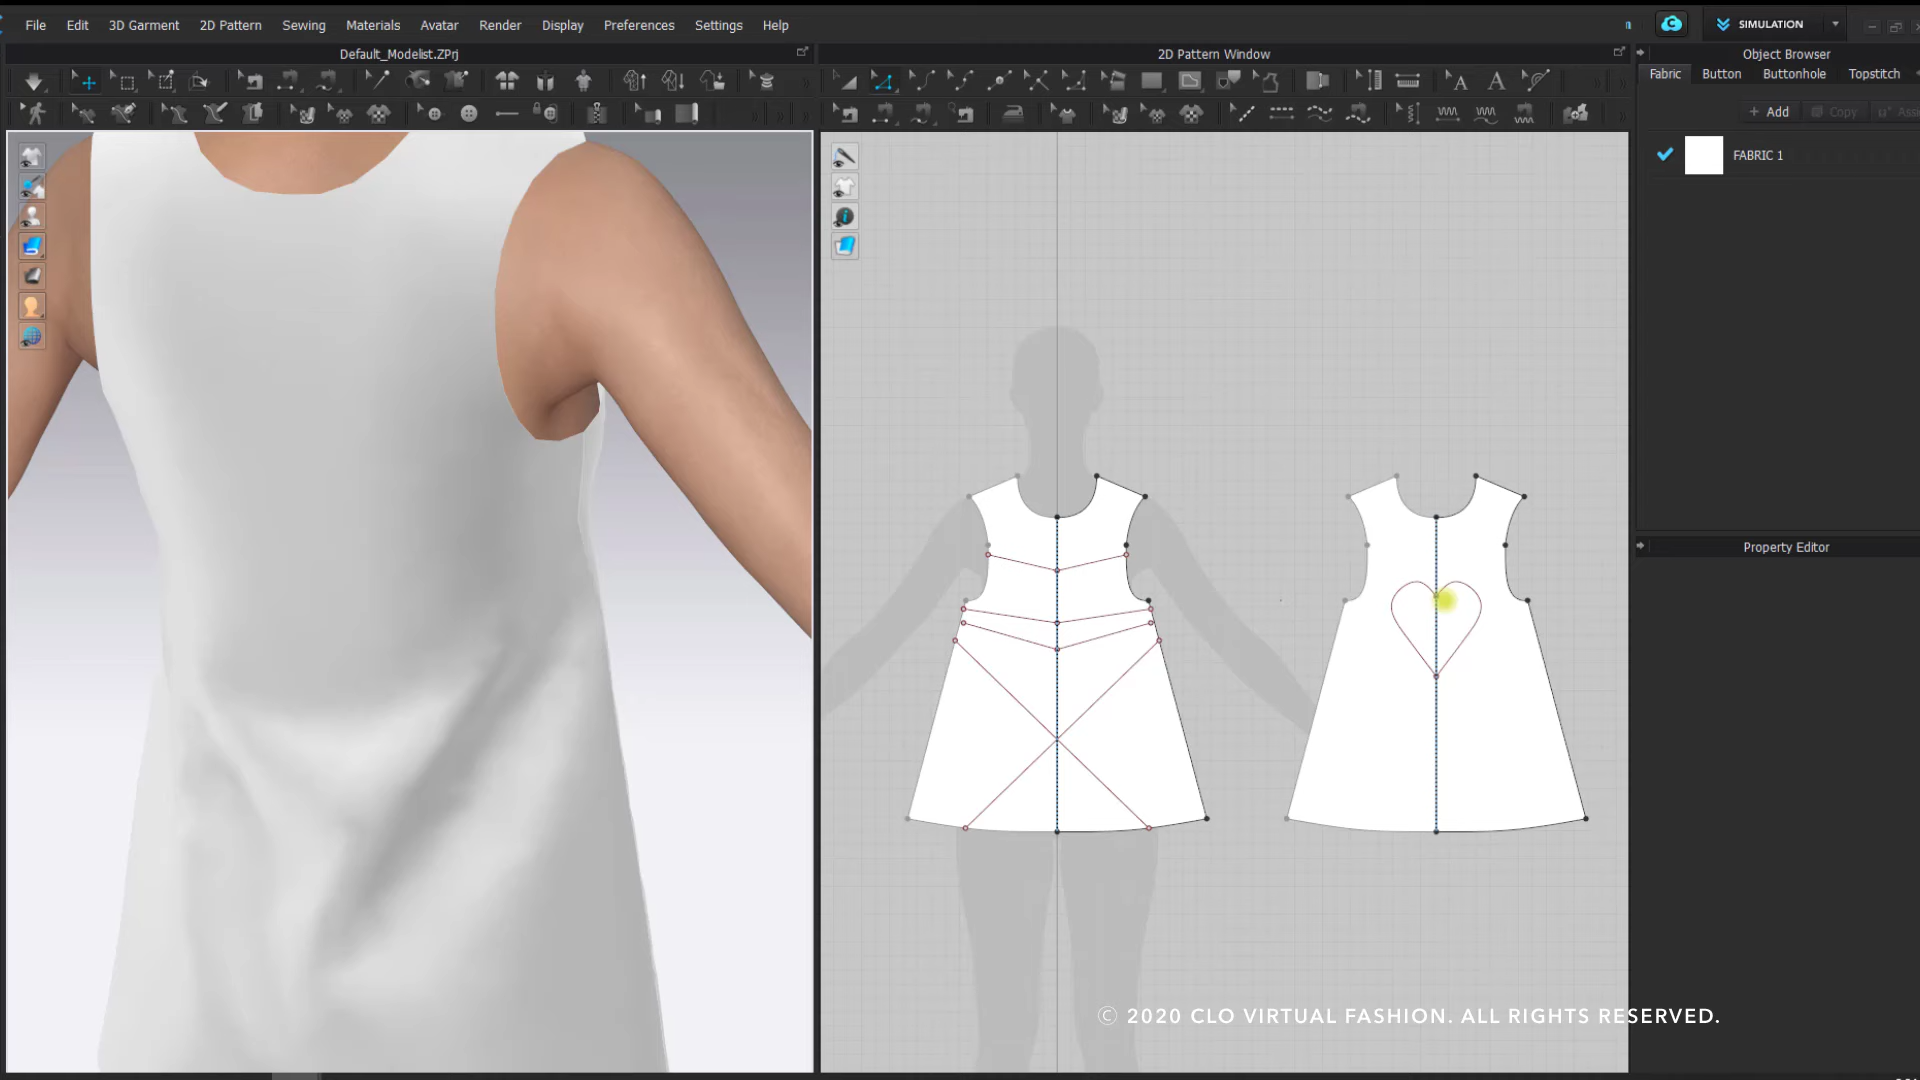 File Edit 3D Garment 2D Pattern Sewing Materials Avatar Render Display Preferences Settings Help
SIMULATION
Default_Modelist.ZPrj
2D Pattern Window
Object Browser
Fabric Button Buttonhole Topstitch
+ Add
Copy
FABRIC 1
Property Editor
© 2020 CLO VIRTUAL FASHION. ALL RIGHTS RESERVED.